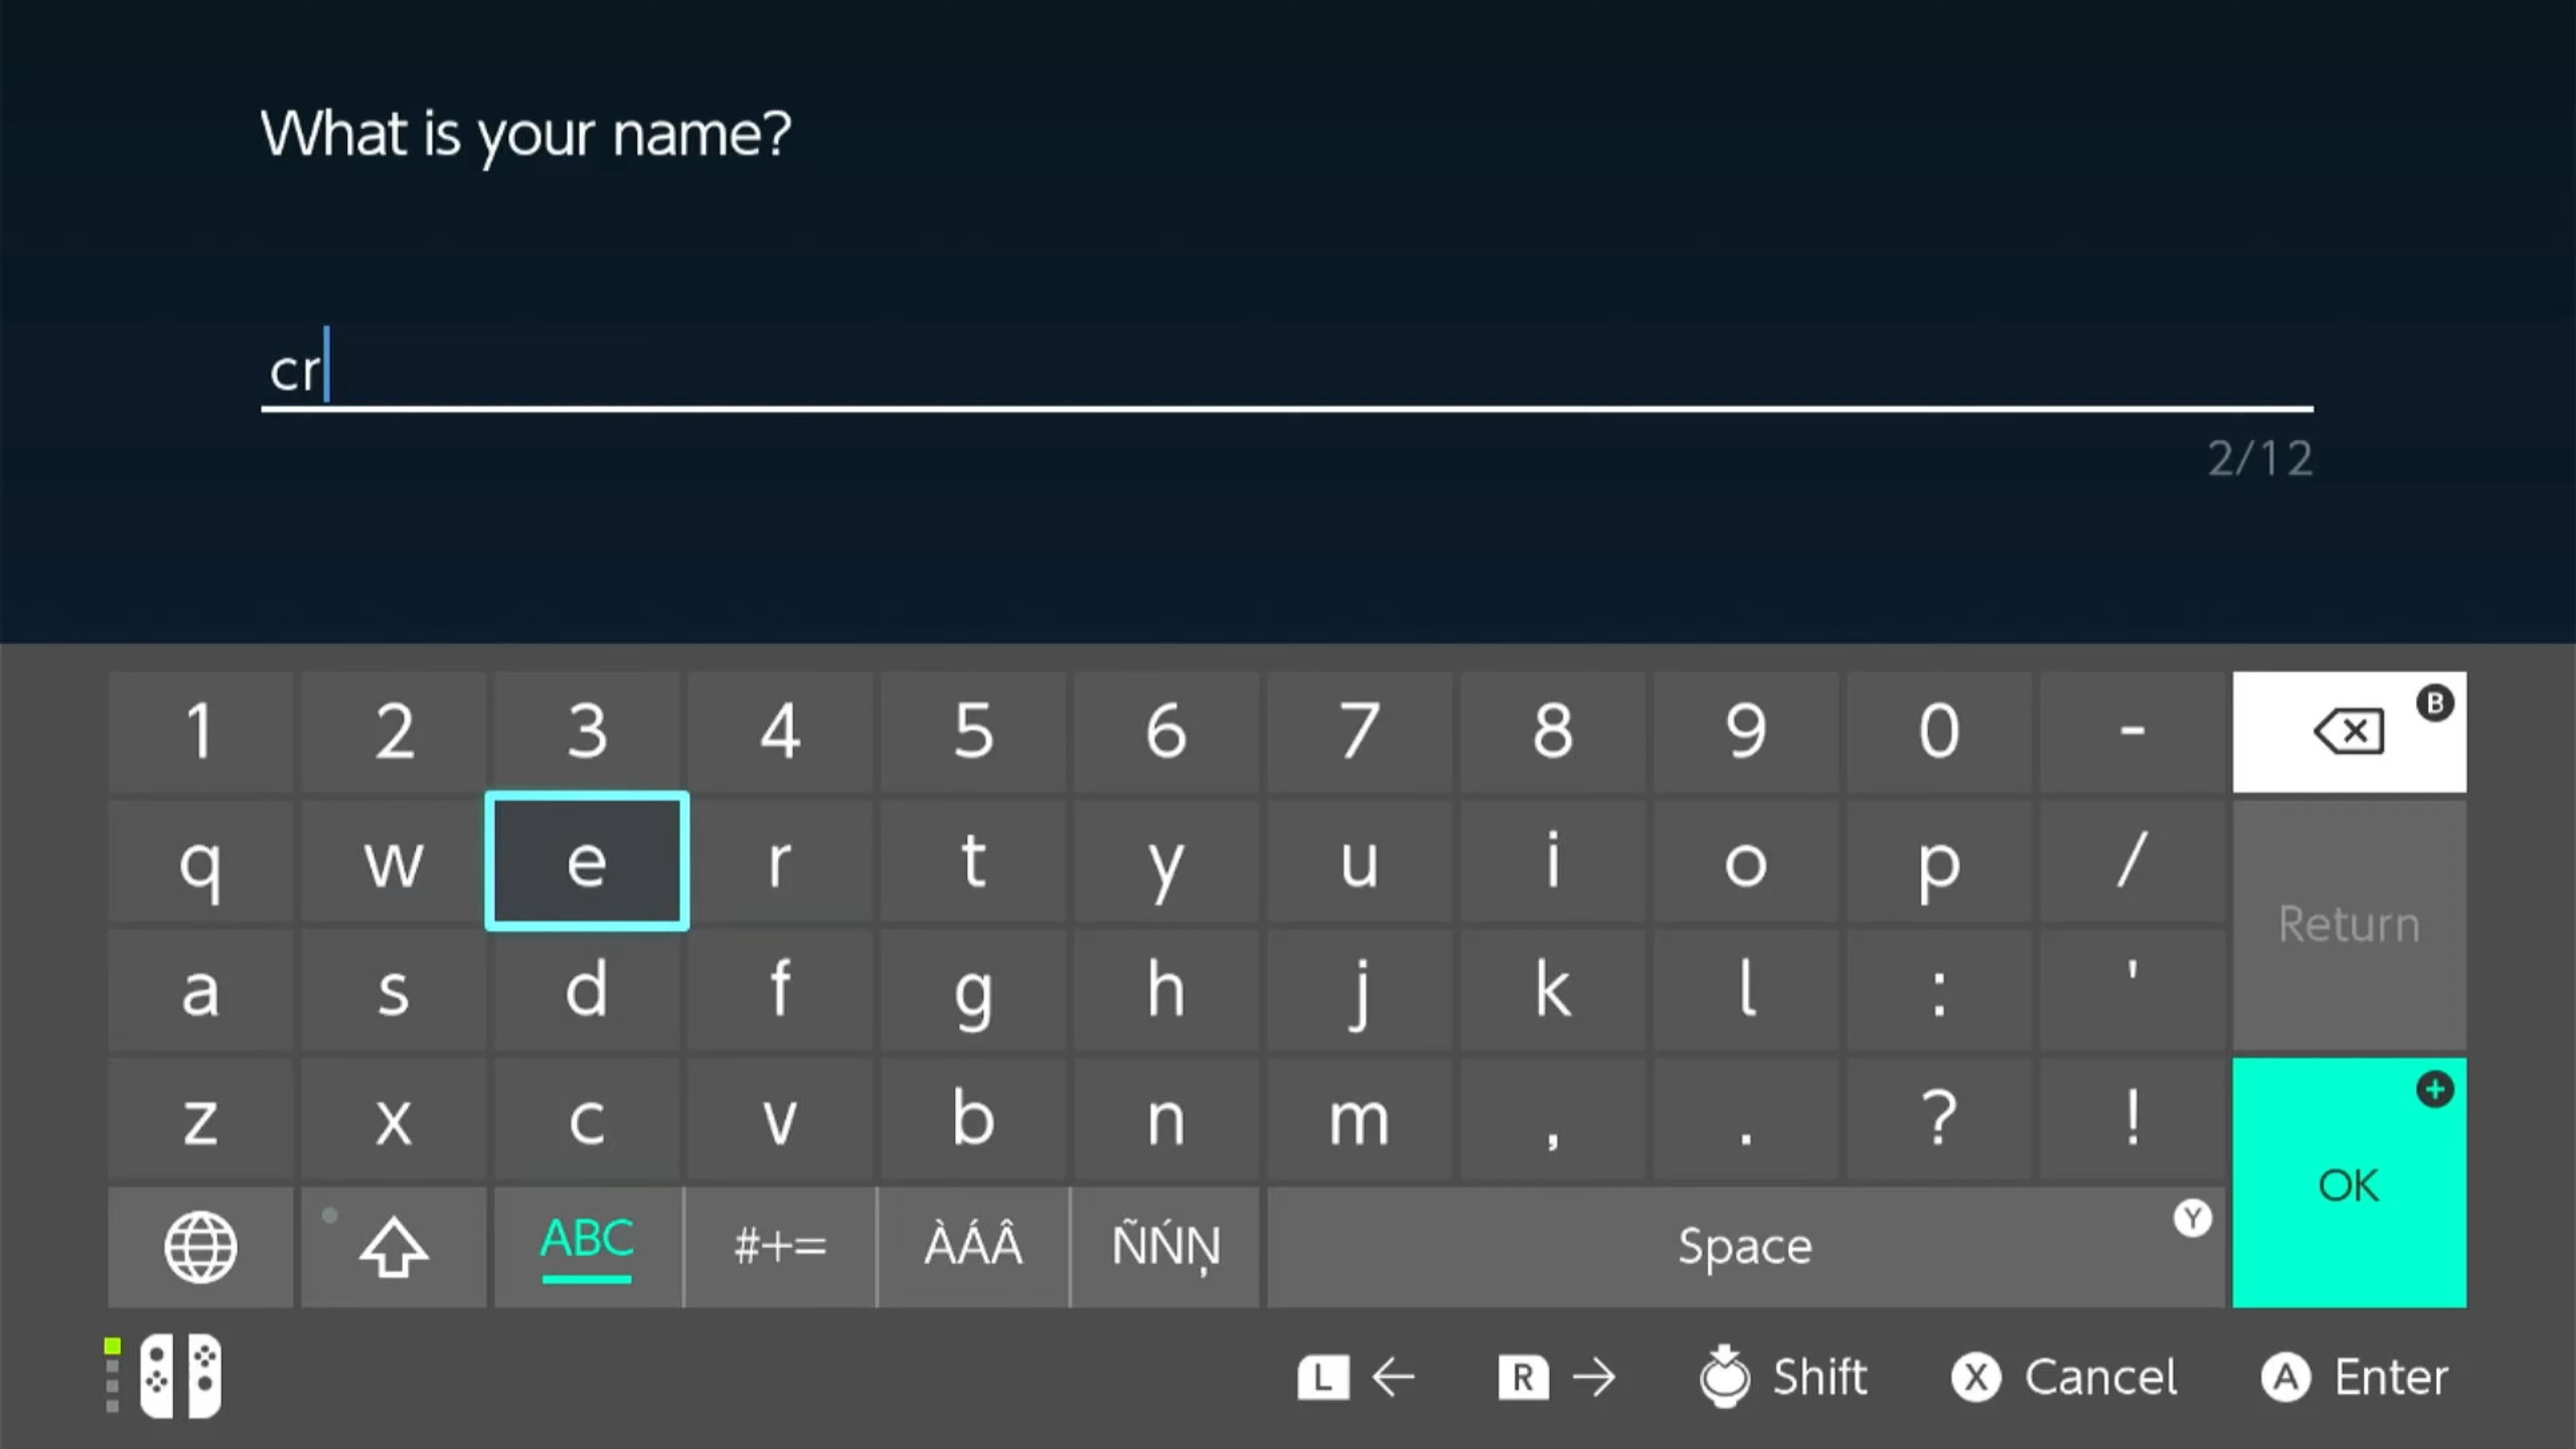 What is your name?
cr
2/12
1 2 3 4 5 6 7 8 9 0 - B
q w e r t y u i o p /
Return
a s d f g h j k l : '
z x c v b n m , . ? ! +
OK
ABC #+= ÀÁÂ ÑŃŅ Space Y
L ← R → Shift X Cancel A Enter